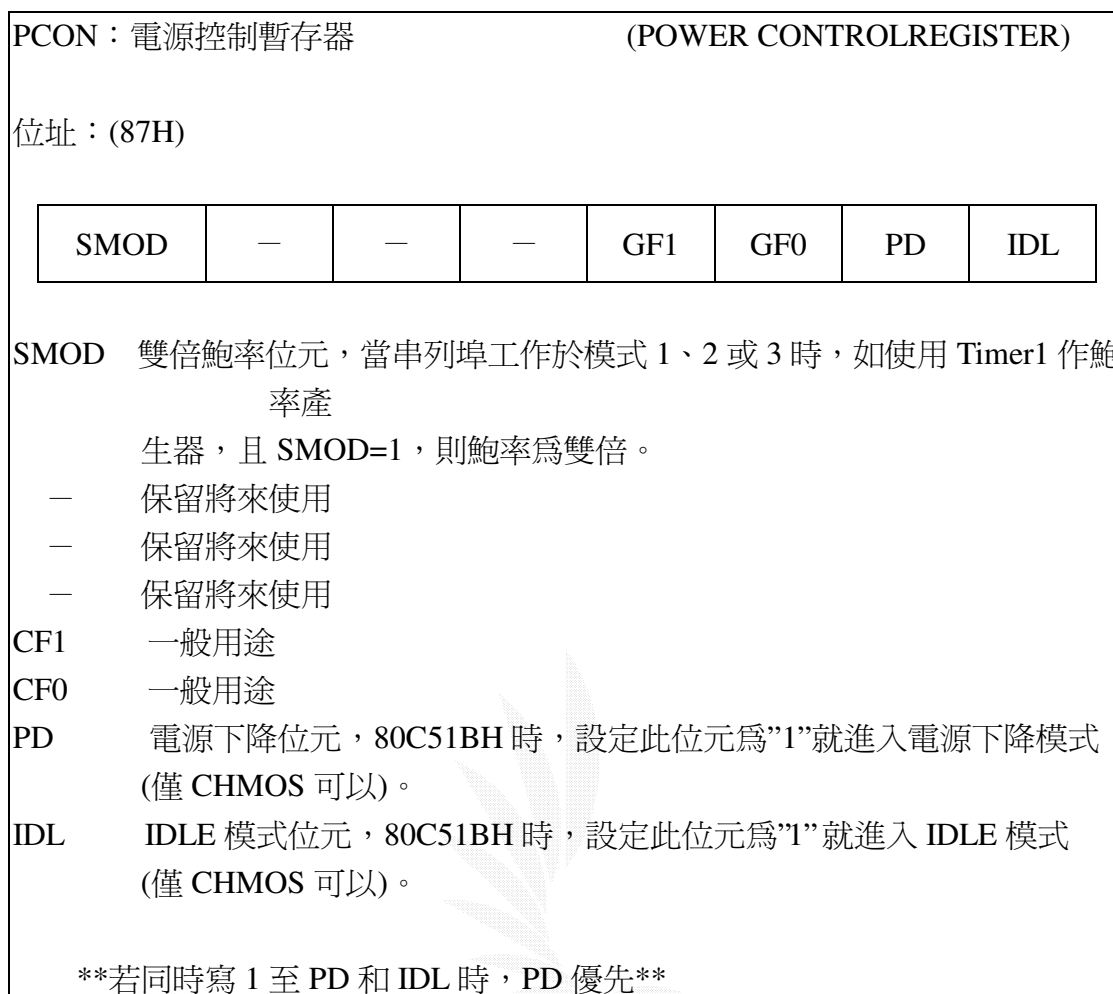 PCON：電源控制暫存器 (POWER CONTROLREGISTER)
位址：(87H)
SMOD － － － GF1 GF0 PD IDL
SMOD 雙倍鮑率位元，當串列埠工作於模式 1、2 或 3 時，如使用 Timer1 作鮑
率產
生器，且 SMOD=1，則鮑率為雙倍。
－ 保留將來使用
－ 保留將來使用
－ 保留將來使用
CF1 一般用途
CF0 一般用途
PD 電源下降位元，80C51BH 時，設定此位元為”1”就進入電源下降模式
(僅 CHMOS 可以)。
IDL IDLE 模式位元，80C51BH 時，設定此位元為”1”就進入 IDLE 模式
(僅 CHMOS 可以)。
**若同時寫 1 至 PD 和 IDL 時，PD 優先**